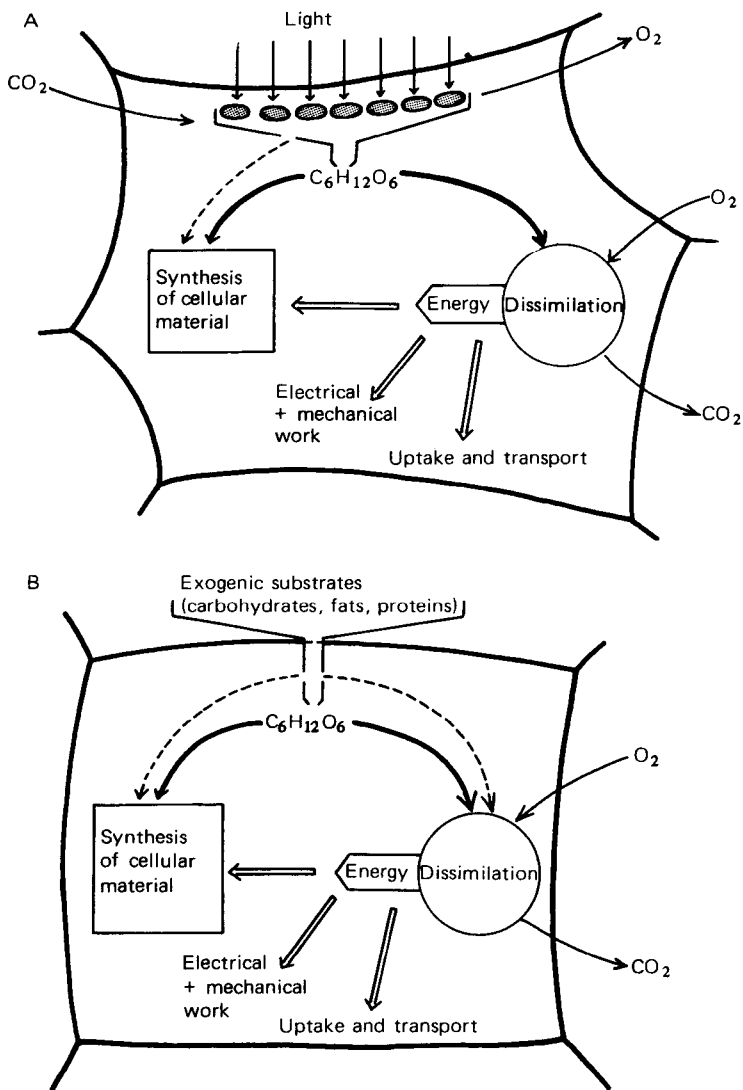 A
Light
O₂
CO₂
C₆H₁₂O₆
O₂
Synthesis
of cellular
material
Energy
Dissimilation
Electrical
+ mechanical
work
CO₂
Uptake and transport
B
Exogenic substrates
(carbohydrates, fats, proteins)
C₆H₁₂O₆
O₂
Synthesis
of cellular
material
Energy
Dissimilation
Electrical
+ mechanical
work
CO₂
Uptake and transport